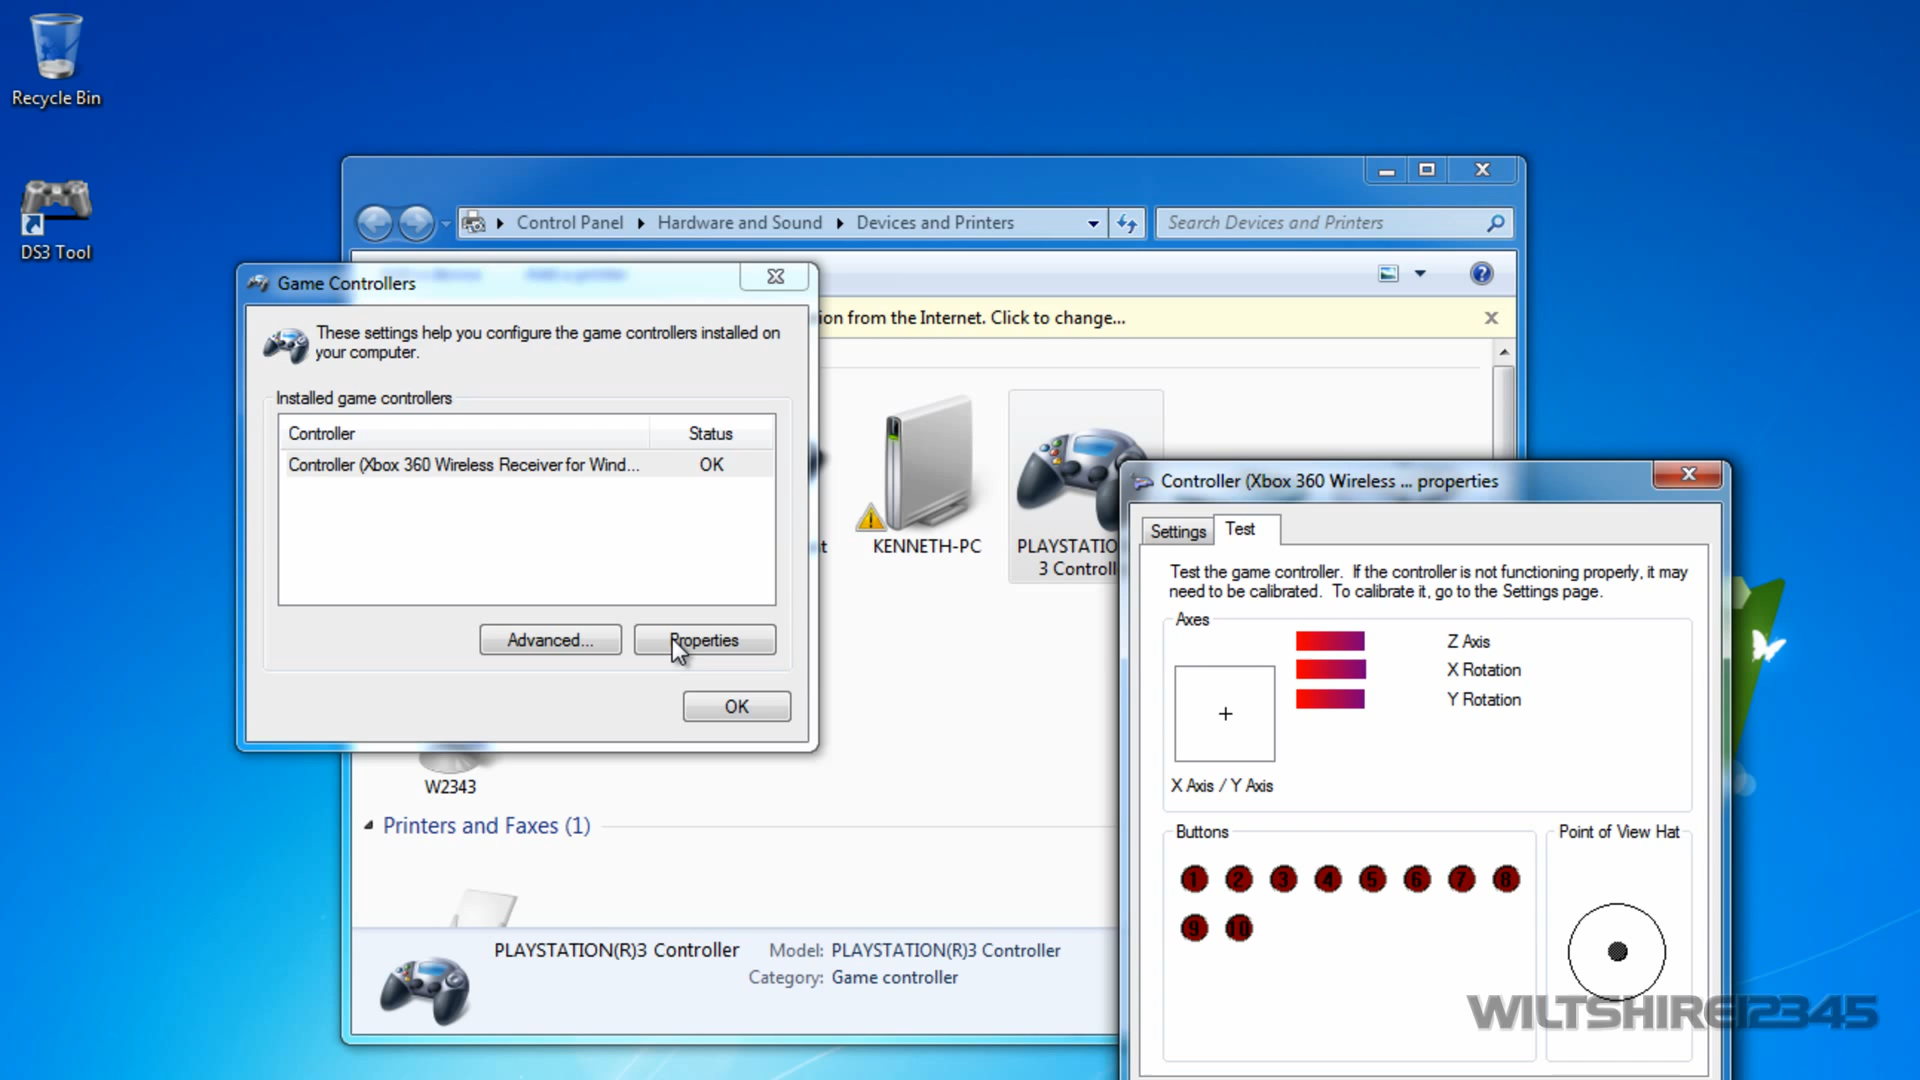 Recycle Bin
DS3 Tool
Control Panel
Hardware and Sound
Devices and Printers
Search Devices and Printers
Game Controllers
These settings help you configure the game controllers installed on
your computer.
Installed game controllers
Controller Status
Controller (Xbox 360 Wireless Receiver for Wind... OK
Advanced...
Properties
OK
ion from the Internet. Click to change...
KENNETH-PC
PLAYSTATIO
3 Controll
W2343
Printers and Faxes (1)
PLAYSTATION(R)3 Controller
Model: PLAYSTATION(R)3 Controller
Category: Game controller
Controller (Xbox 360 Wireless ... properties
Settings
Test
Test the game controller. If the controller is not functioning properly, it may
need to be calibrated. To calibrate it, go to the Settings page.
Axes
Z Axis
X Rotation
Y Rotation
X Axis / Y Axis
Buttons
1 2 3 4 5 6 7 8
9 10
Point of View Hat
WILTSHIRE12345